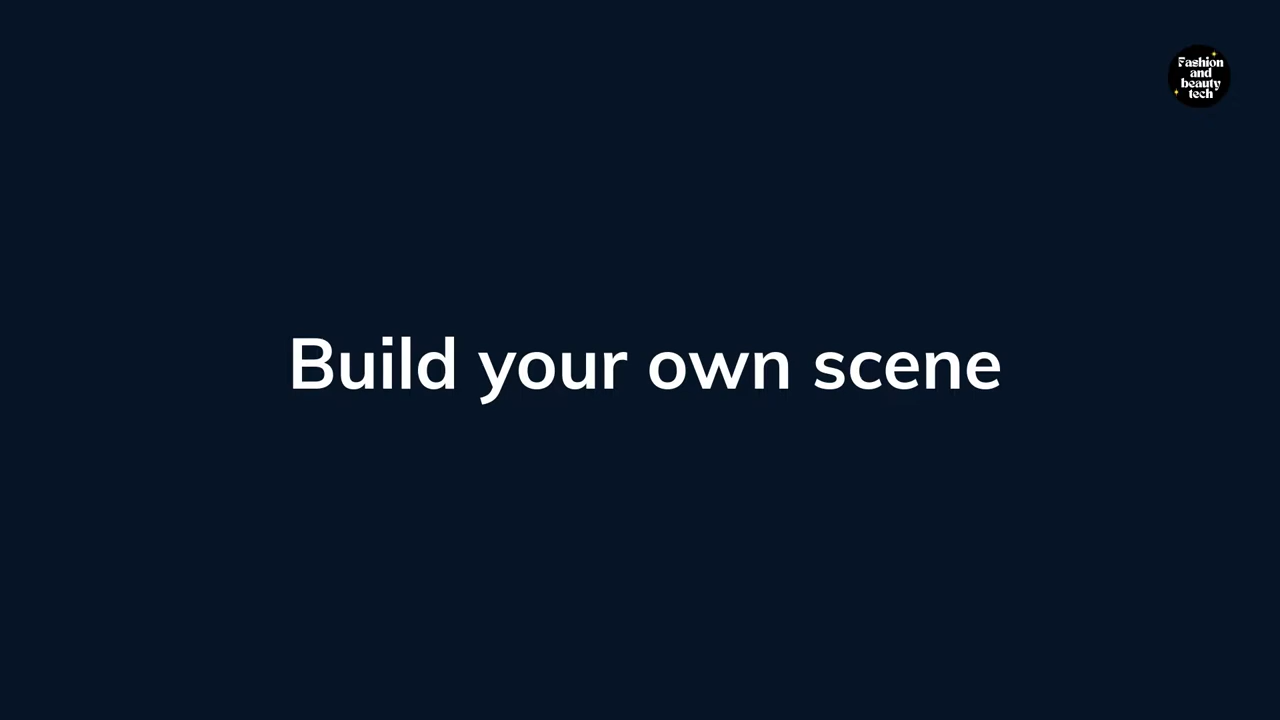 Fashion
and
beauty
tech
Build your own scene